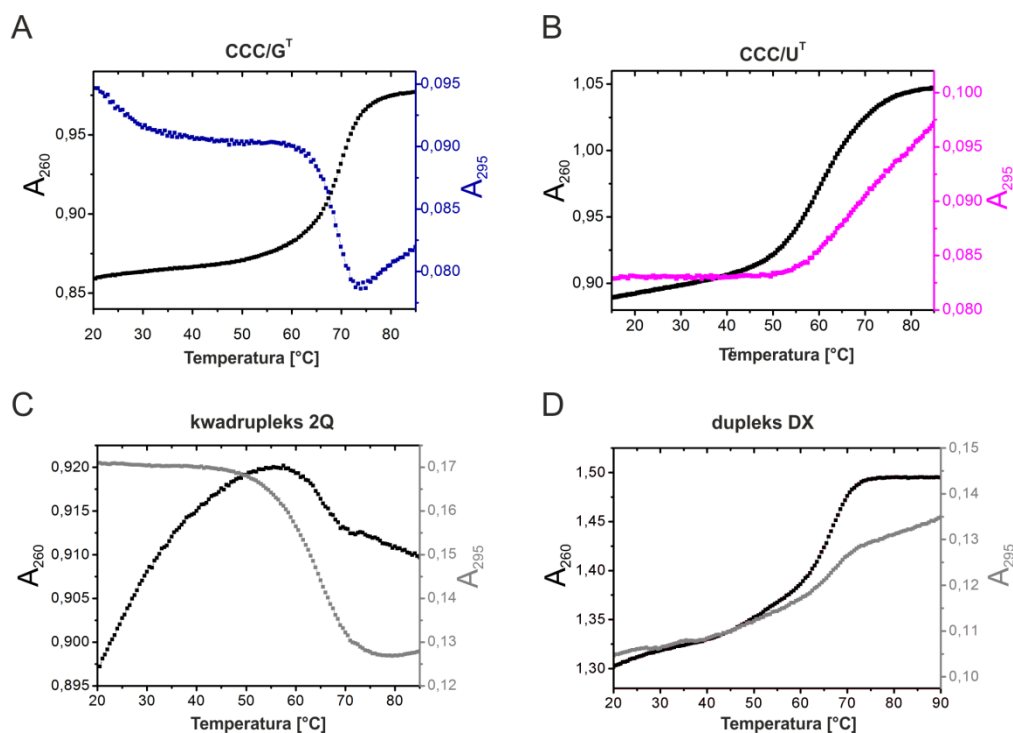 A
CCC/G^T
0,95
0,90
0,85
A260
0,095
0,090
0,085
0,080
A295
20 30 40 50 60 70 80
Temperatura [°C]
B
CCC/U^T
1,05
1,00
0,95
0,90
A260
0,100
0,095
0,090
0,085
0,080
A295
20 30 40 50 60 70 80
Temperatura [°C]
C
kwadrupleks 2Q
0,920
0,915
0,910
0,905
0,900
0,895
A260
0,17
0,16
0,15
0,14
0,13
0,12
A295
20 30 40 50 60 70 80
Temperatura [°C]
D
dupleks DX
1,50
1,45
1,40
1,35
1,30
A260
0,15
0,14
0,13
0,12
0,11
0,10
A295
20 30 40 50 60 70 80 90
Temperatura [°C]